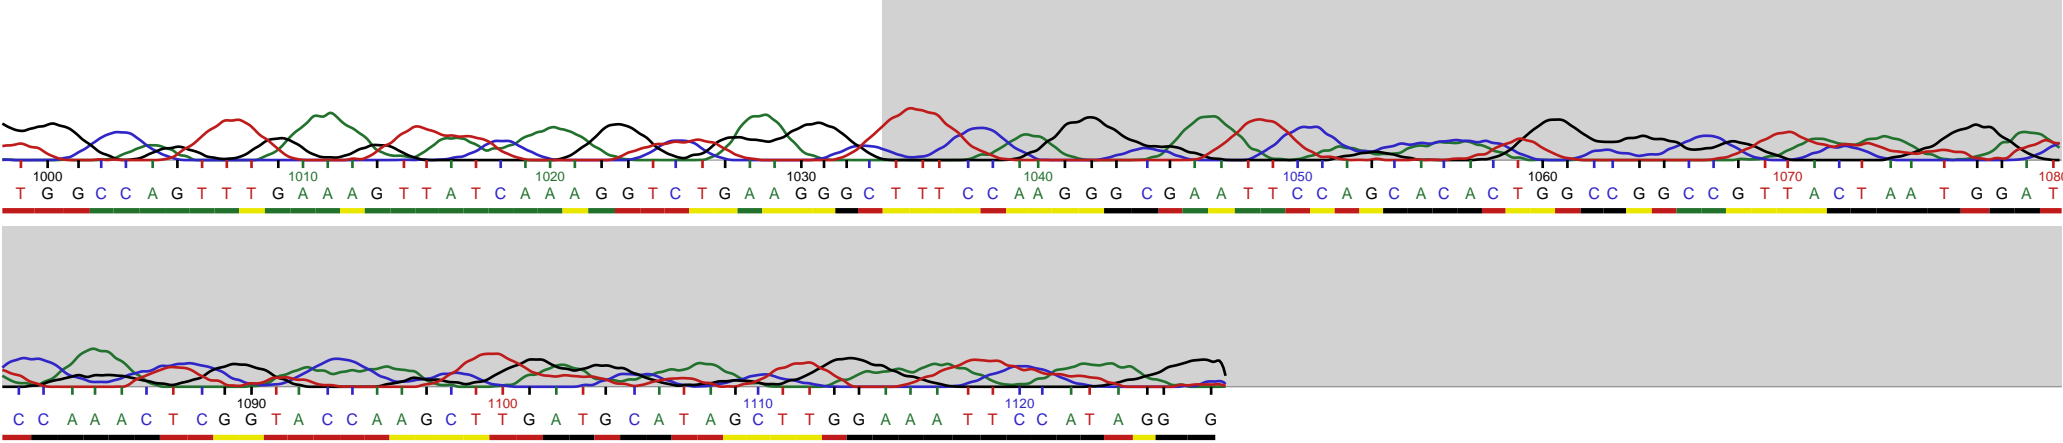 1000 1010 1020 1030 1040 1050 1060 1070 1080
T G G C C A G T T T G A A A G T T A T C A A A G G T C T G A A G G G C T T T C C A A G G G C G A A T T C C A G C A C A C T G G C C G G C C G T T A C T A A T G G A T
1090 1100 1110 1120
C C A A A C T C G G T A C C A A G C T T G A T G C A T A G C T T G G A A A T T C C A T A G G G